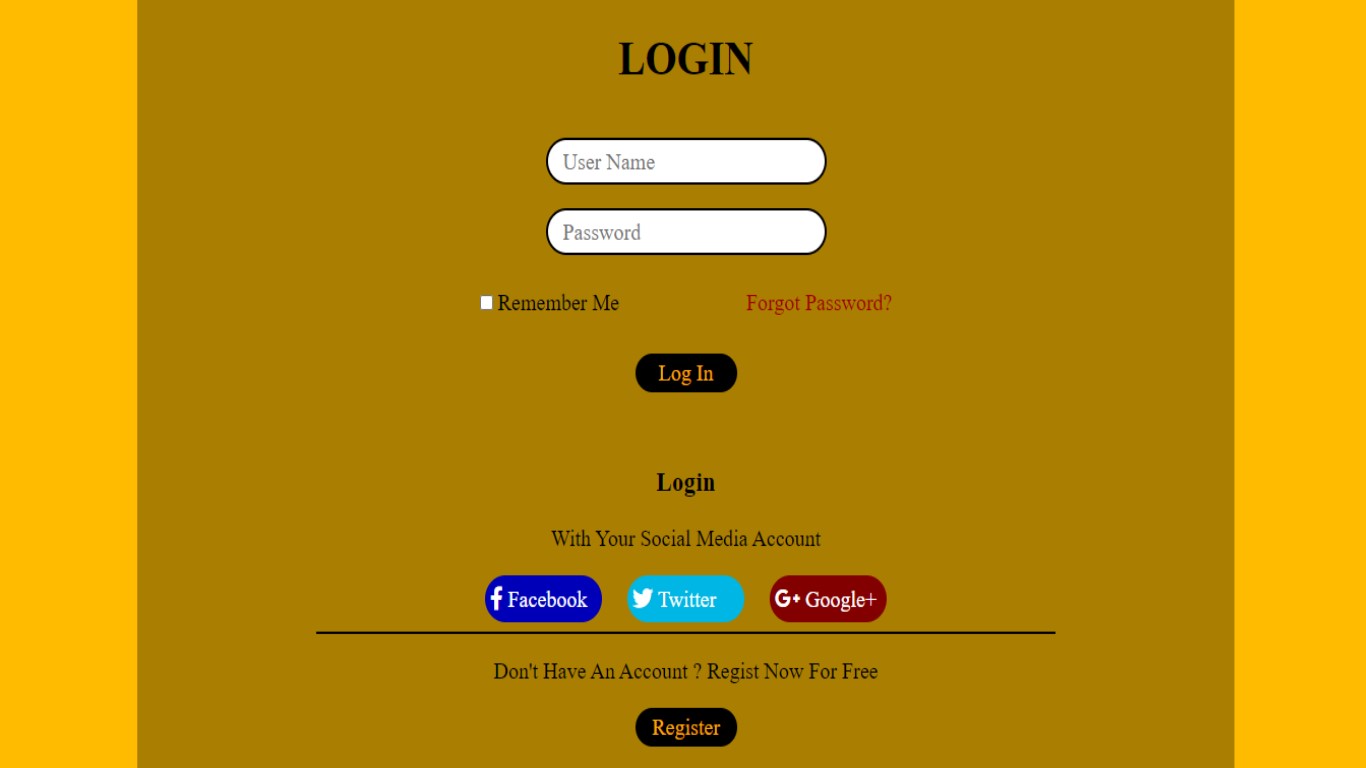 LOGIN
User Name
Password
Remember Me Forgot Password?
Log In
Login
With Your Social Media Account
Facebook Twitter G+ Google+
Don't Have An Account ? Regist Now For Free
Register